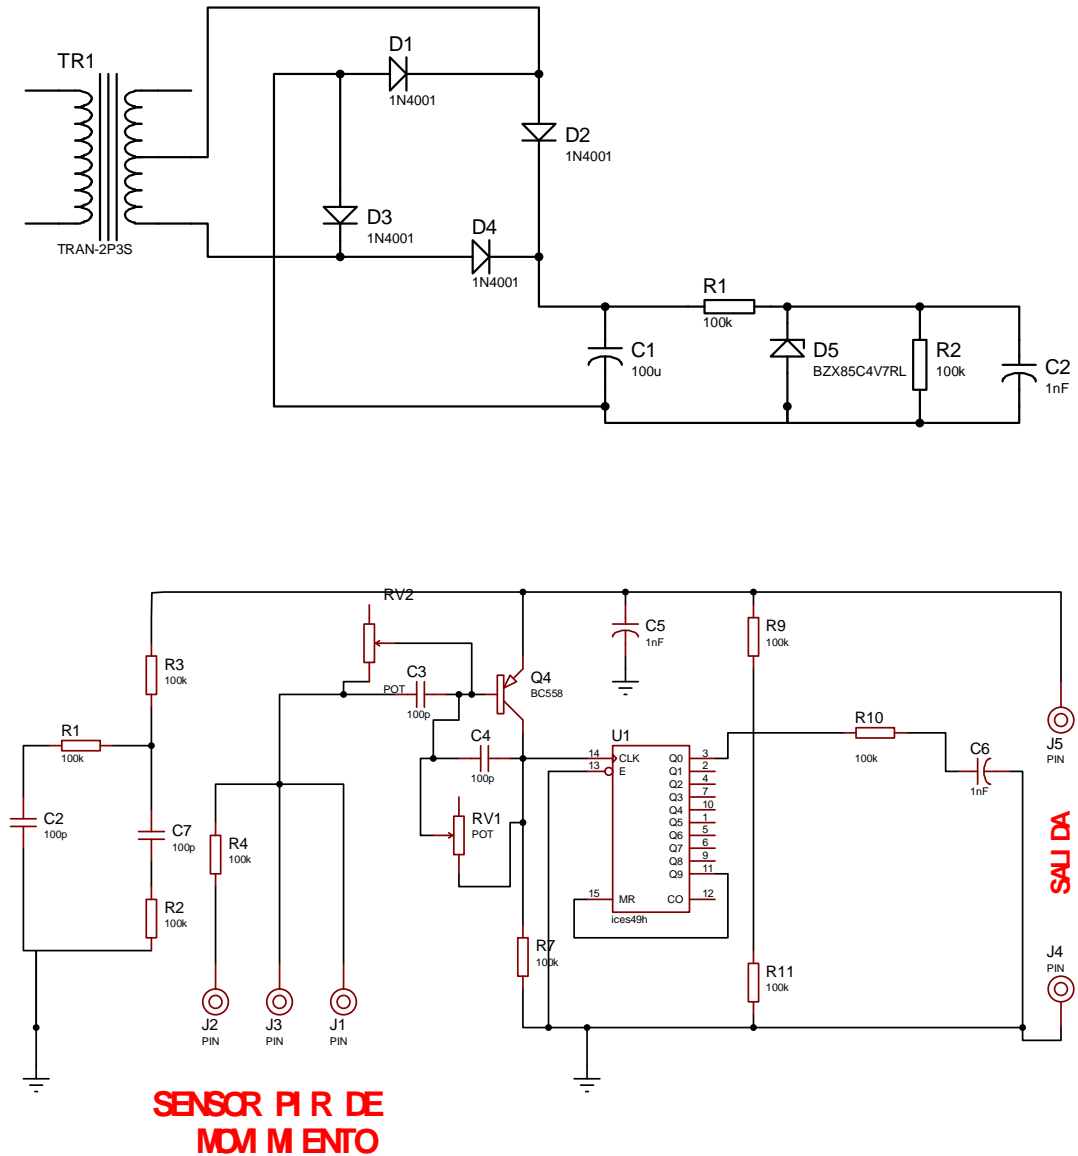 TR1
TRAN-2P3S
D1
1N4001
D2
1N4001
D3
1N4001
D4
1N4001
R1
100k
C1
100u
D5
BZX85C4V7RL
R2
100k
C2
1nF
RV2
POT
R3
100k
R1
100k
C2
100p
C7
100p
R2
100k
R4
100k
C3
100p
Q4
BC558
C4
100p
RV1
POT
C5
1nF
R9
100k
U1
14 CLK
13 E
15 MR
Q0 3
Q1 2
Q2 4
Q3 7
Q4 10
Q5 1
Q6 5
Q7 6
Q8 9
Q9 11
CO 12
ices49h
R7
100k
R10
100k
C6
1nF
R11
100k
J5
PIN
SALIDA
J4
PIN
J2
PIN
J3
PIN
J1
PIN
SENSOR PIR DE
MOVIMIENTO